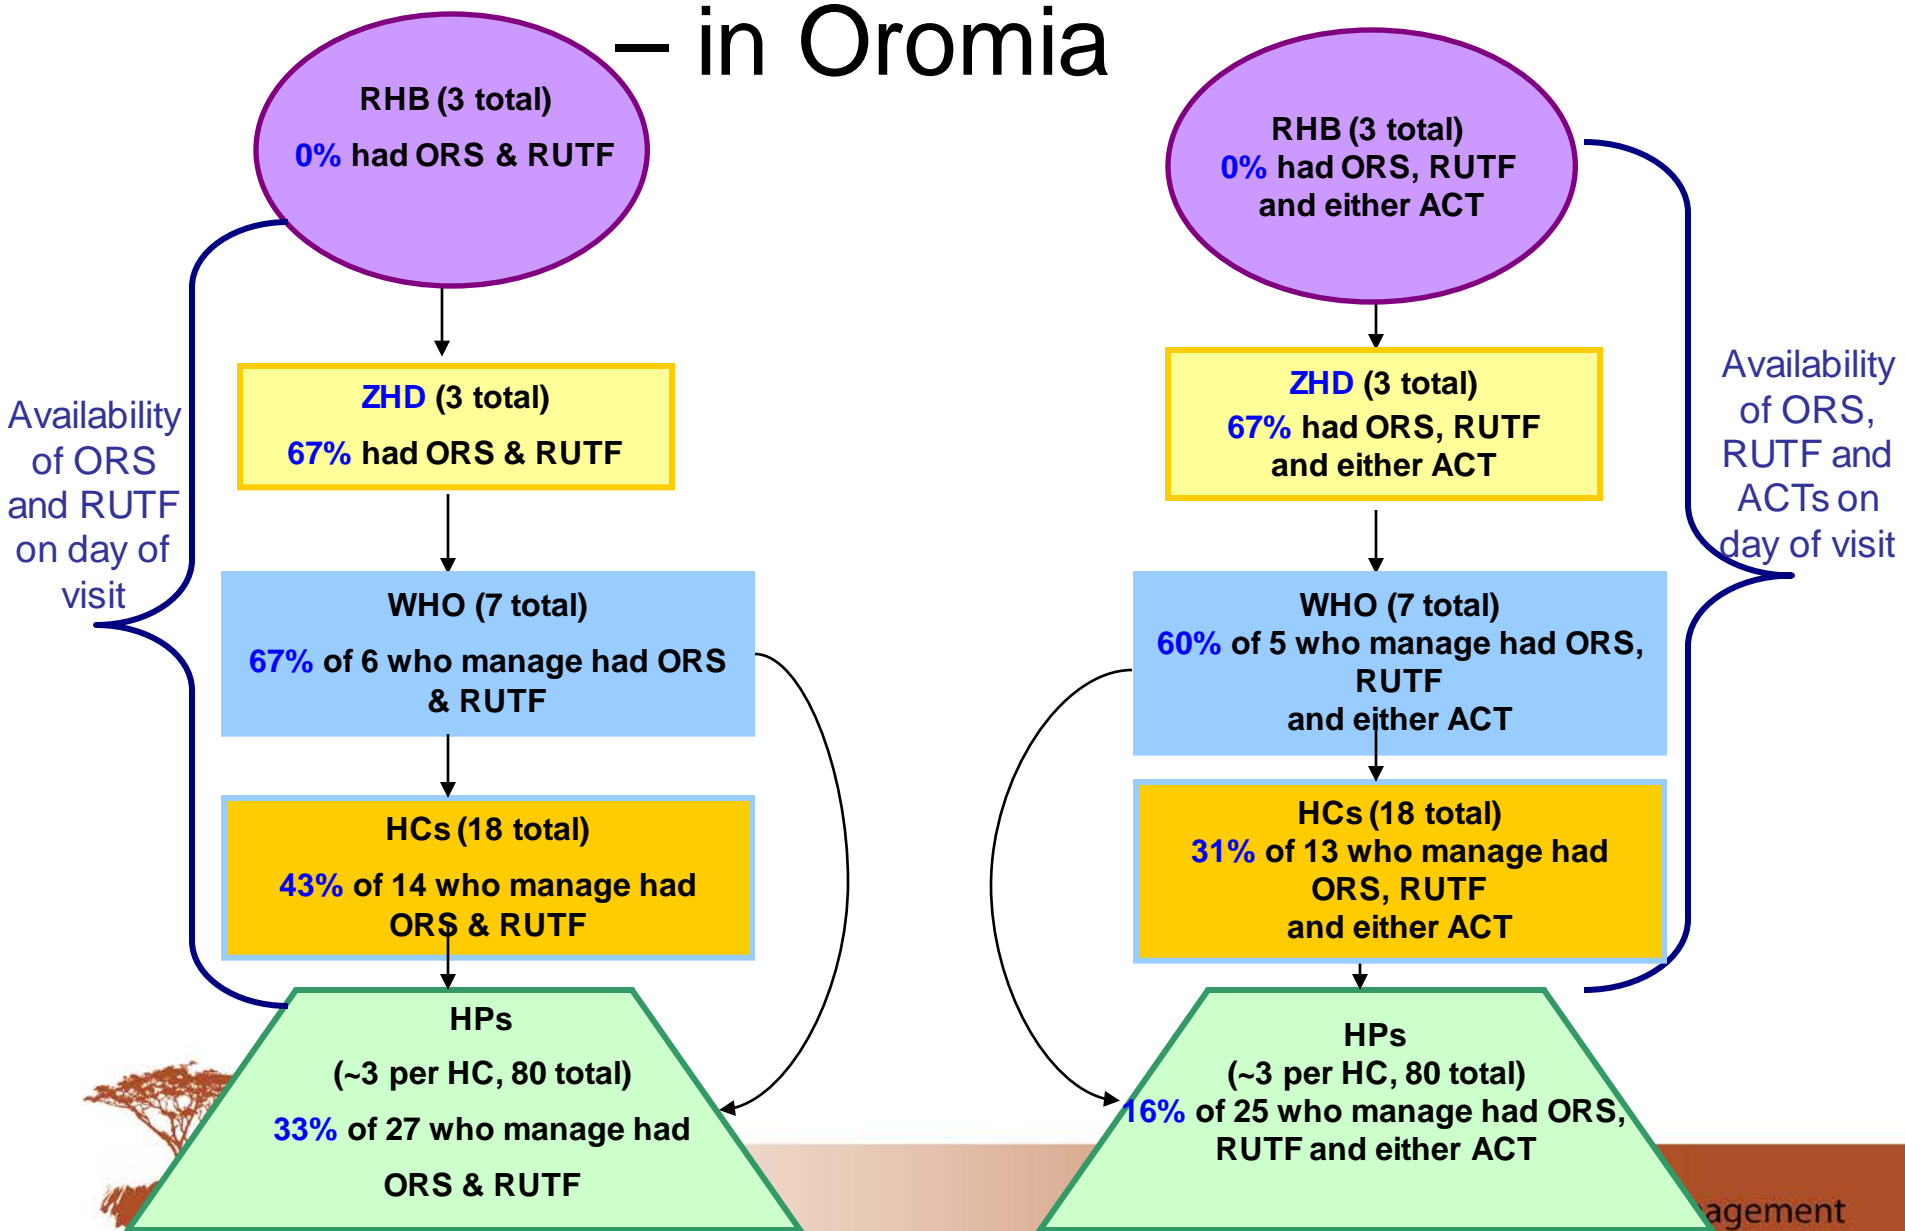 – in Oromia
RHB (3 total)
0% had ORS & RUTF
ZHD (3 total)
67% had ORS & RUTF
WHO (7 total)
67% of 6 who manage had ORS
& RUTF
HCs (18 total)
43% of 14 who manage had
ORS & RUTF
HPs
(~3 per HC, 80 total)
33% of 27 who manage had
ORS & RUTF
Availability
of ORS
and RUTF
on day of
visit
RHB (3 total)
0% had ORS, RUTF
and either ACT
ZHD (3 total)
67% had ORS, RUTF
and either ACT
WHO (7 total)
60% of 5 who manage had ORS,
RUTF
and either ACT
HCs (18 total)
31% of 13 who manage had
ORS, RUTF
and either ACT
HPs
(~3 per HC, 80 total)
16% of 25 who manage had ORS,
RUTF and either ACT
Availability
of ORS,
RUTF and
ACTs on
day of visit
agement